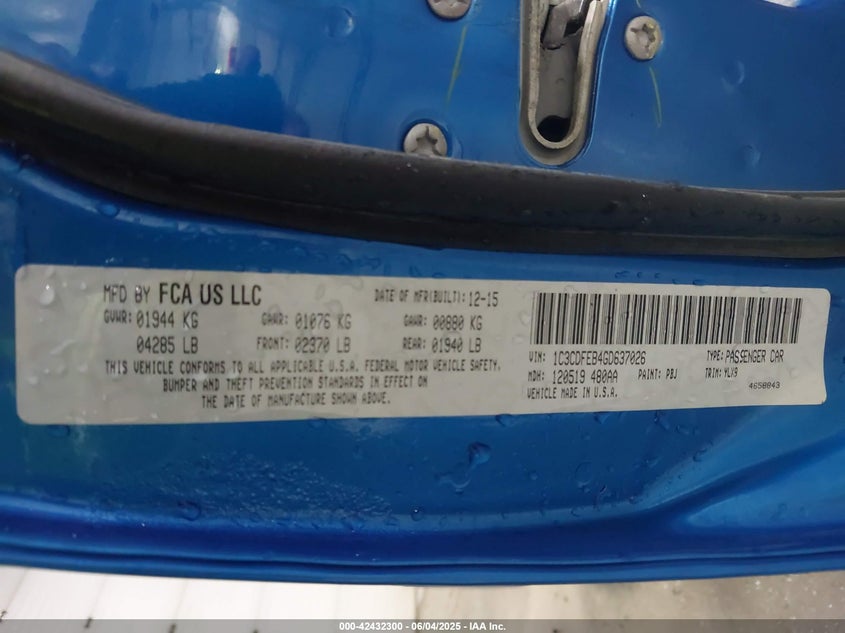 MFD BY FCA US LLC DATE OF MFR(BUILT): 12-15
GVWR: 01944 KG GAWR: 01076 KG GAWR: 00880 KG
04285 LB FRONT: 02370 LB REAR: 01940 LB
THIS VEHICLE CONFORMS TO ALL APPLICABLE U.S.A. FEDERAL MOTOR VEHICLE SAFETY,
BUMPER AND THEFT PREVENTION STANDARDS IN EFFECT ON
THE DATE OF MANUFACTURE SHOWN ABOVE.
VIN: 1C3CDFEB4GD637026 TYPE: PASSENGER CAR
MDH: 120519 480AA PAINT: PBJ TRIM: YLX9
VEHICLE MADE IN U.S.A. 4658043
000-42432300 - 06/04/2025 - IAA Inc.